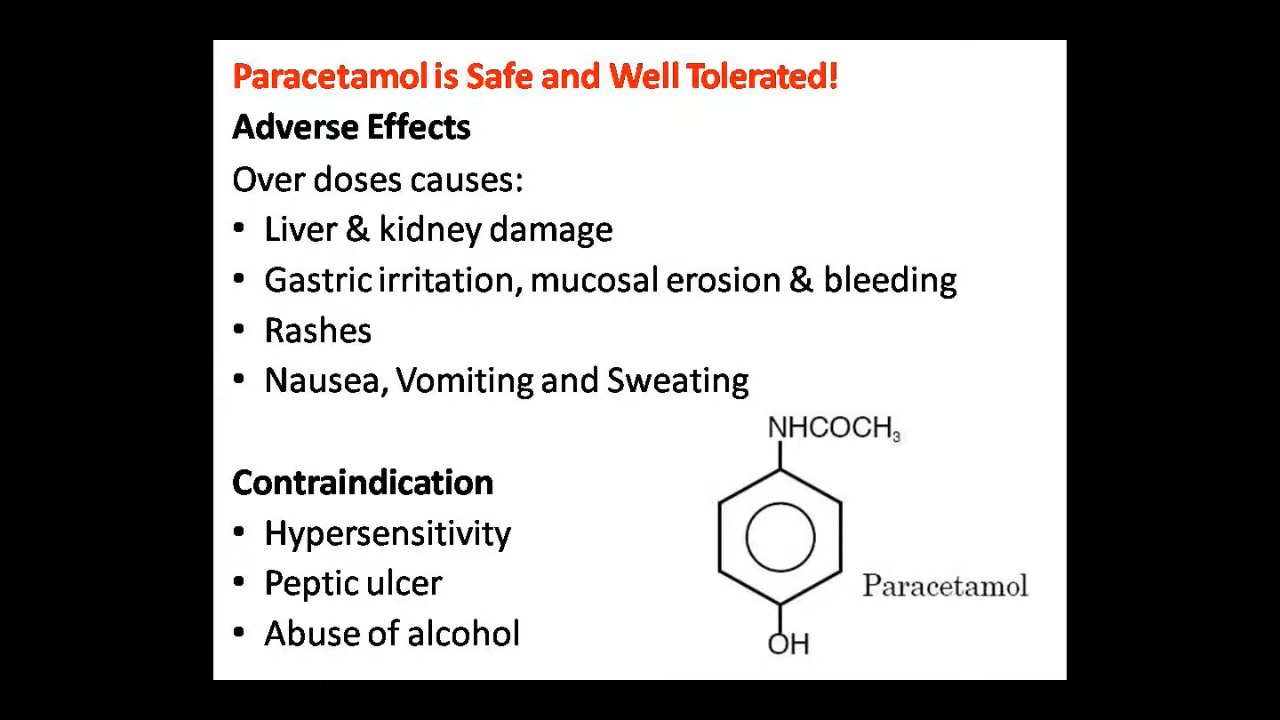 Paracetamol is Safe and Well Tolerated!
Adverse Effects
Over doses causes:
• Liver & kidney damage
• Gastric irritation, mucosal erosion & bleeding
• Rashes
• Nausea, Vomiting and Sweating
NHCOCH₃
Contraindication
• Hypersensitivity
• Peptic ulcer
Paracetamol
• Abuse of alcohol
OH